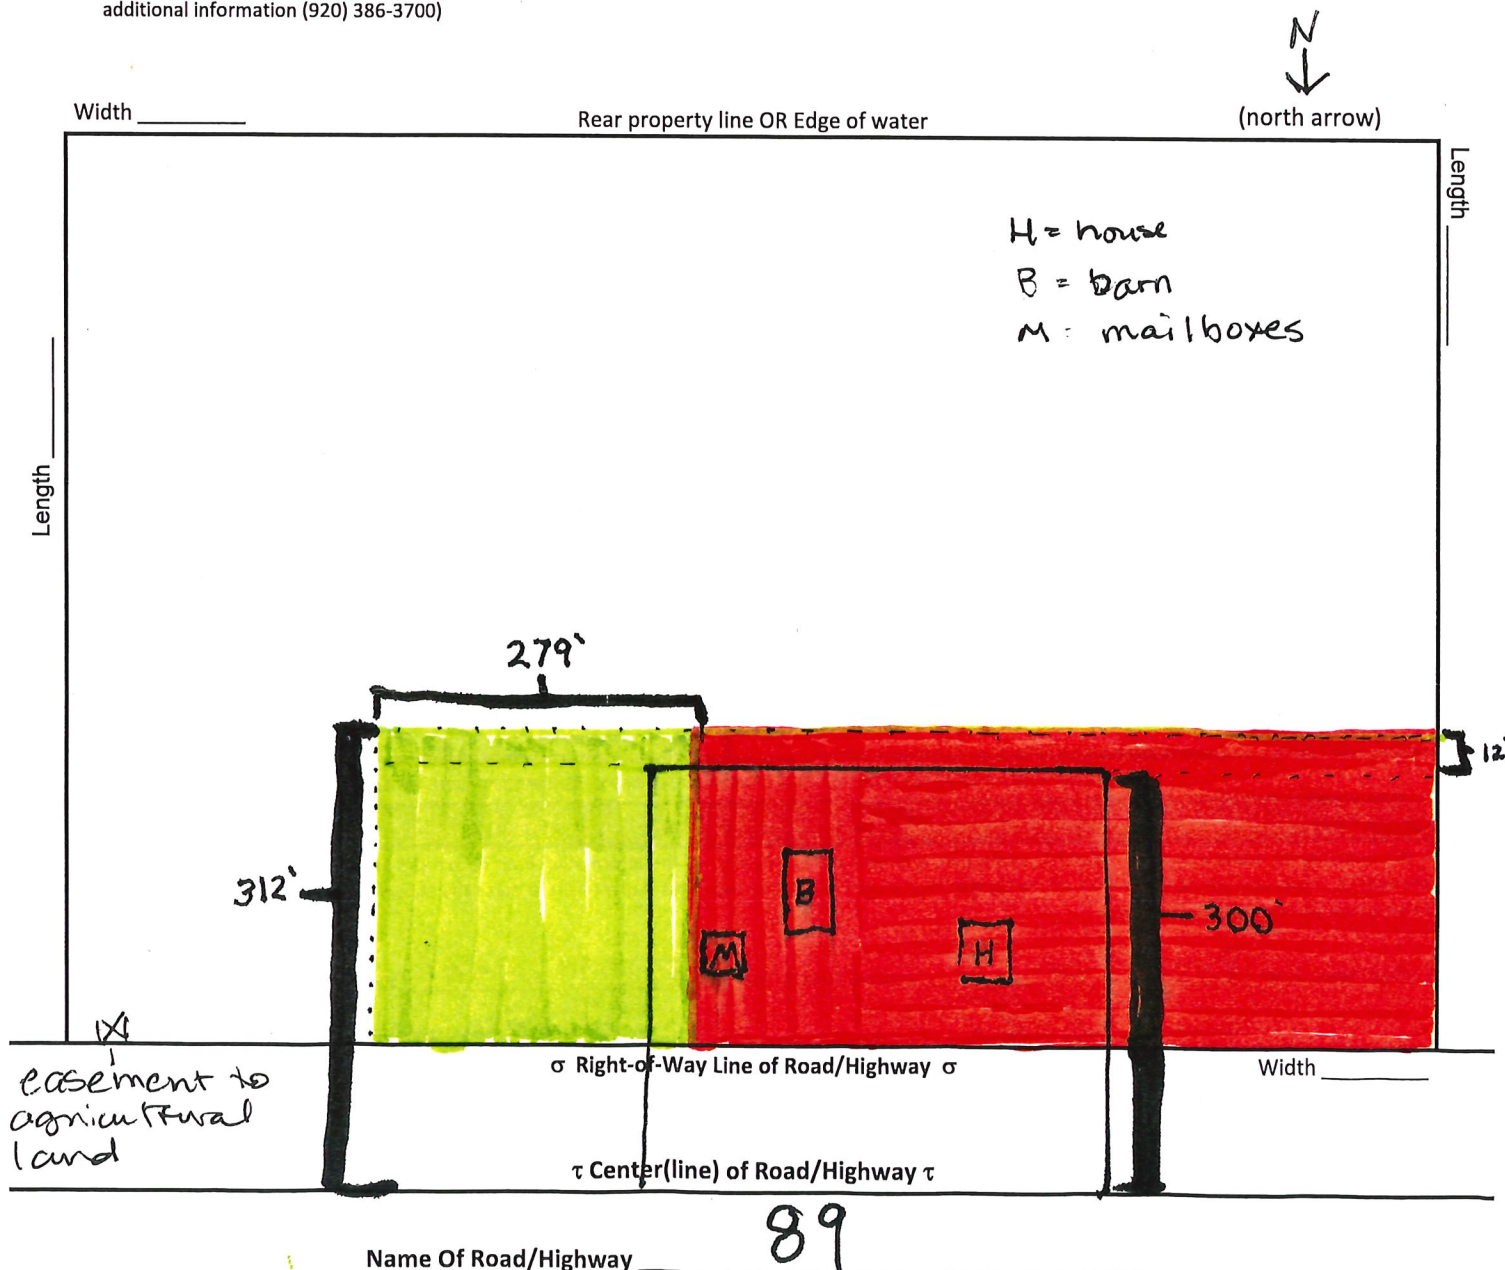 additional information (920) 386-3700)
N
(north arrow)
Width
Rear property line OR Edge of water
Length
H = house
B = barn
M : mailboxes
Length
279'
12'
312'
B
M
H
300'
σ Right-of-Way Line of Road/Highway σ
Width
easement to
agricultural
land
τ Center(line) of Road/Highway τ
89
Name Of Road/Highway